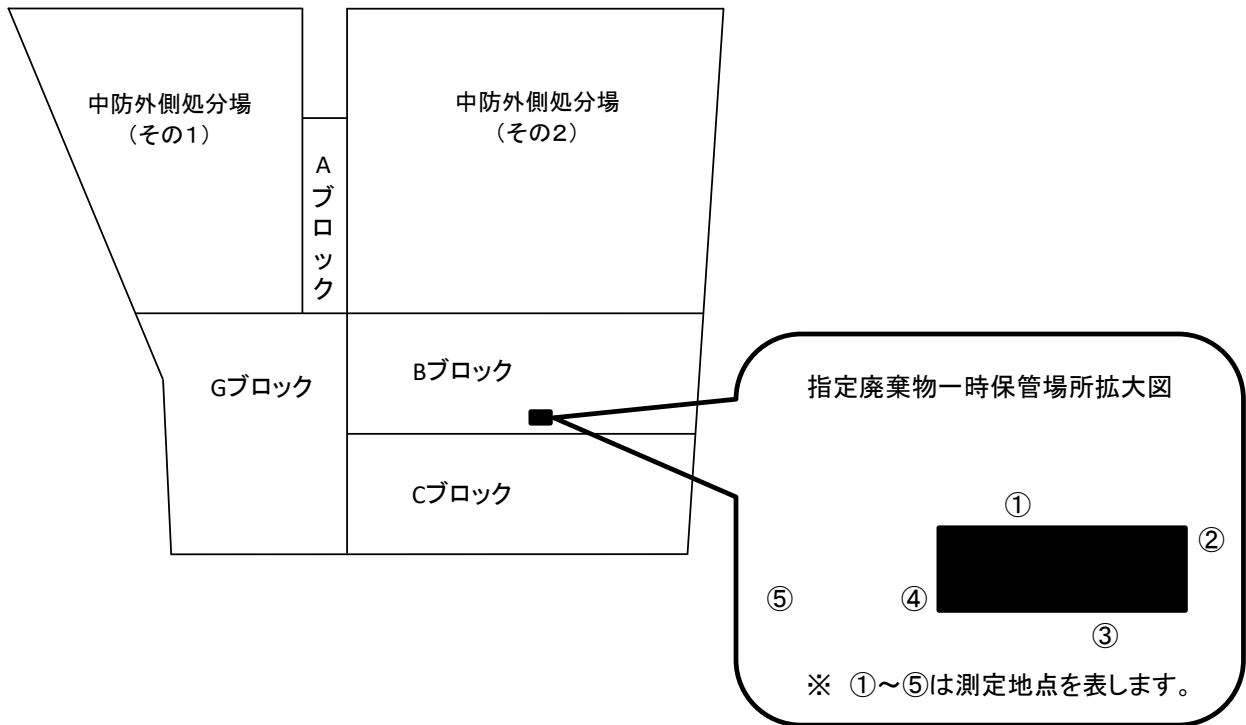 中防外側処分場
（その１）
中防外側処分場
（その２）
Aブロック
Gブロック
Bブロック
Cブロック
指定廃棄物一時保管場所拡大図
①
②
③
④
⑤
※　①～⑤は測定地点を表します。